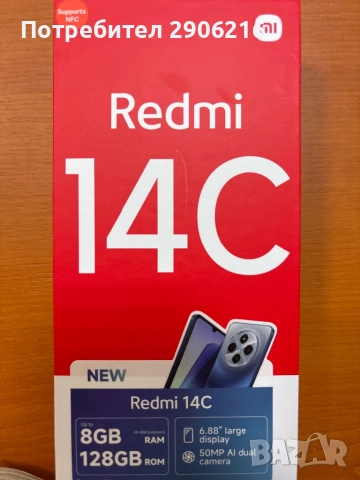 Потребител 290621
Supports
NFC
mi
Redmi
14C
NEW
Redmi 14C
Up to
8GB RAM
128GB ROM
6.88" large
display
50MP AI dual
camera
BAZAR